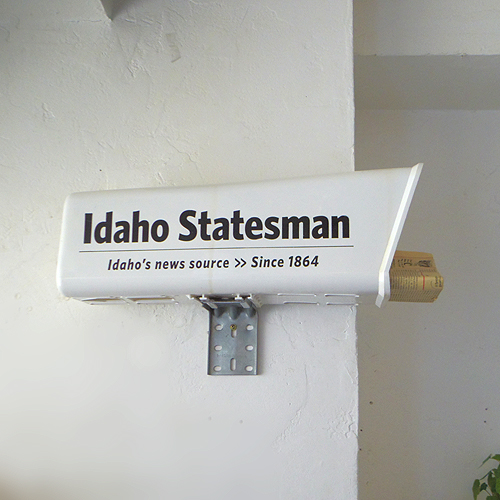 Idaho Statesman
Idaho's news source >> Since 1864